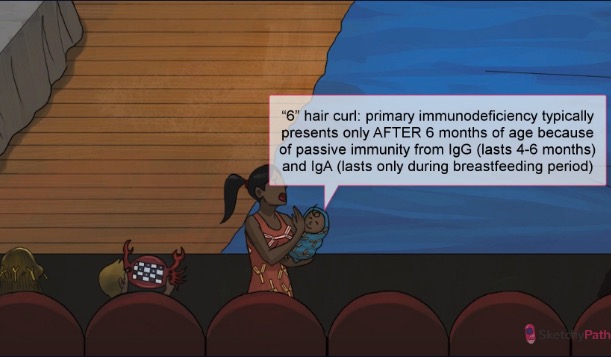 “6” hair curl: primary immunodeficiency typically
presents only AFTER 6 months of age because
of passive immunity from IgG (lasts 4-6 months)
and IgA (lasts only during breastfeeding period)
SketchyPath